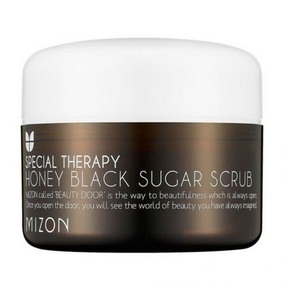 SPECIAL THERAPY
HONEY BLACK SUGAR SCRUB
MIZON called 'BEAUTY DOOR' is the way to beautifulness which is always open.
Once you open the door, you will see the world of beauty you have always imagined.
MIZON